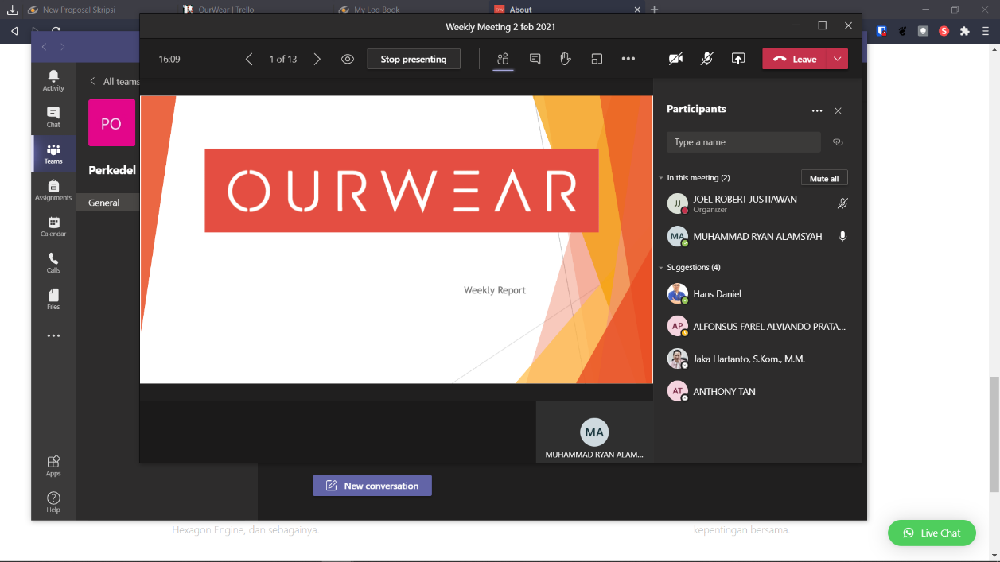 New Proposal Skripsi
OurWear | Trello
My Log Book
OW About
Weekly Meeting 2 feb 2021
16:09
1 of 13
Stop presenting
Leave
Activity
Chat
Teams
Assignments
Calendar
Calls
Files
Apps
Help
All teams
PO
Perkedel
General
OURWEAR
Weekly Report
MA
MUHAMMAD RYAN ALAM...
Participants
Type a name
In this meeting (2)
Mute all
JJ JOEL ROBERT JUSTIAWAN
Organizer
MA MUHAMMAD RYAN ALAMSYAH
Suggestions (4)
Hans Daniel
AP ALFONSUS FAREL ALVIANDO PRATA...
Jaka Hartanto, S.Kom., M.M.
AT ANTHONY TAN
New conversation
Hexagon Engine, dan sebagainya.
kepentingan bersama.
Live Chat